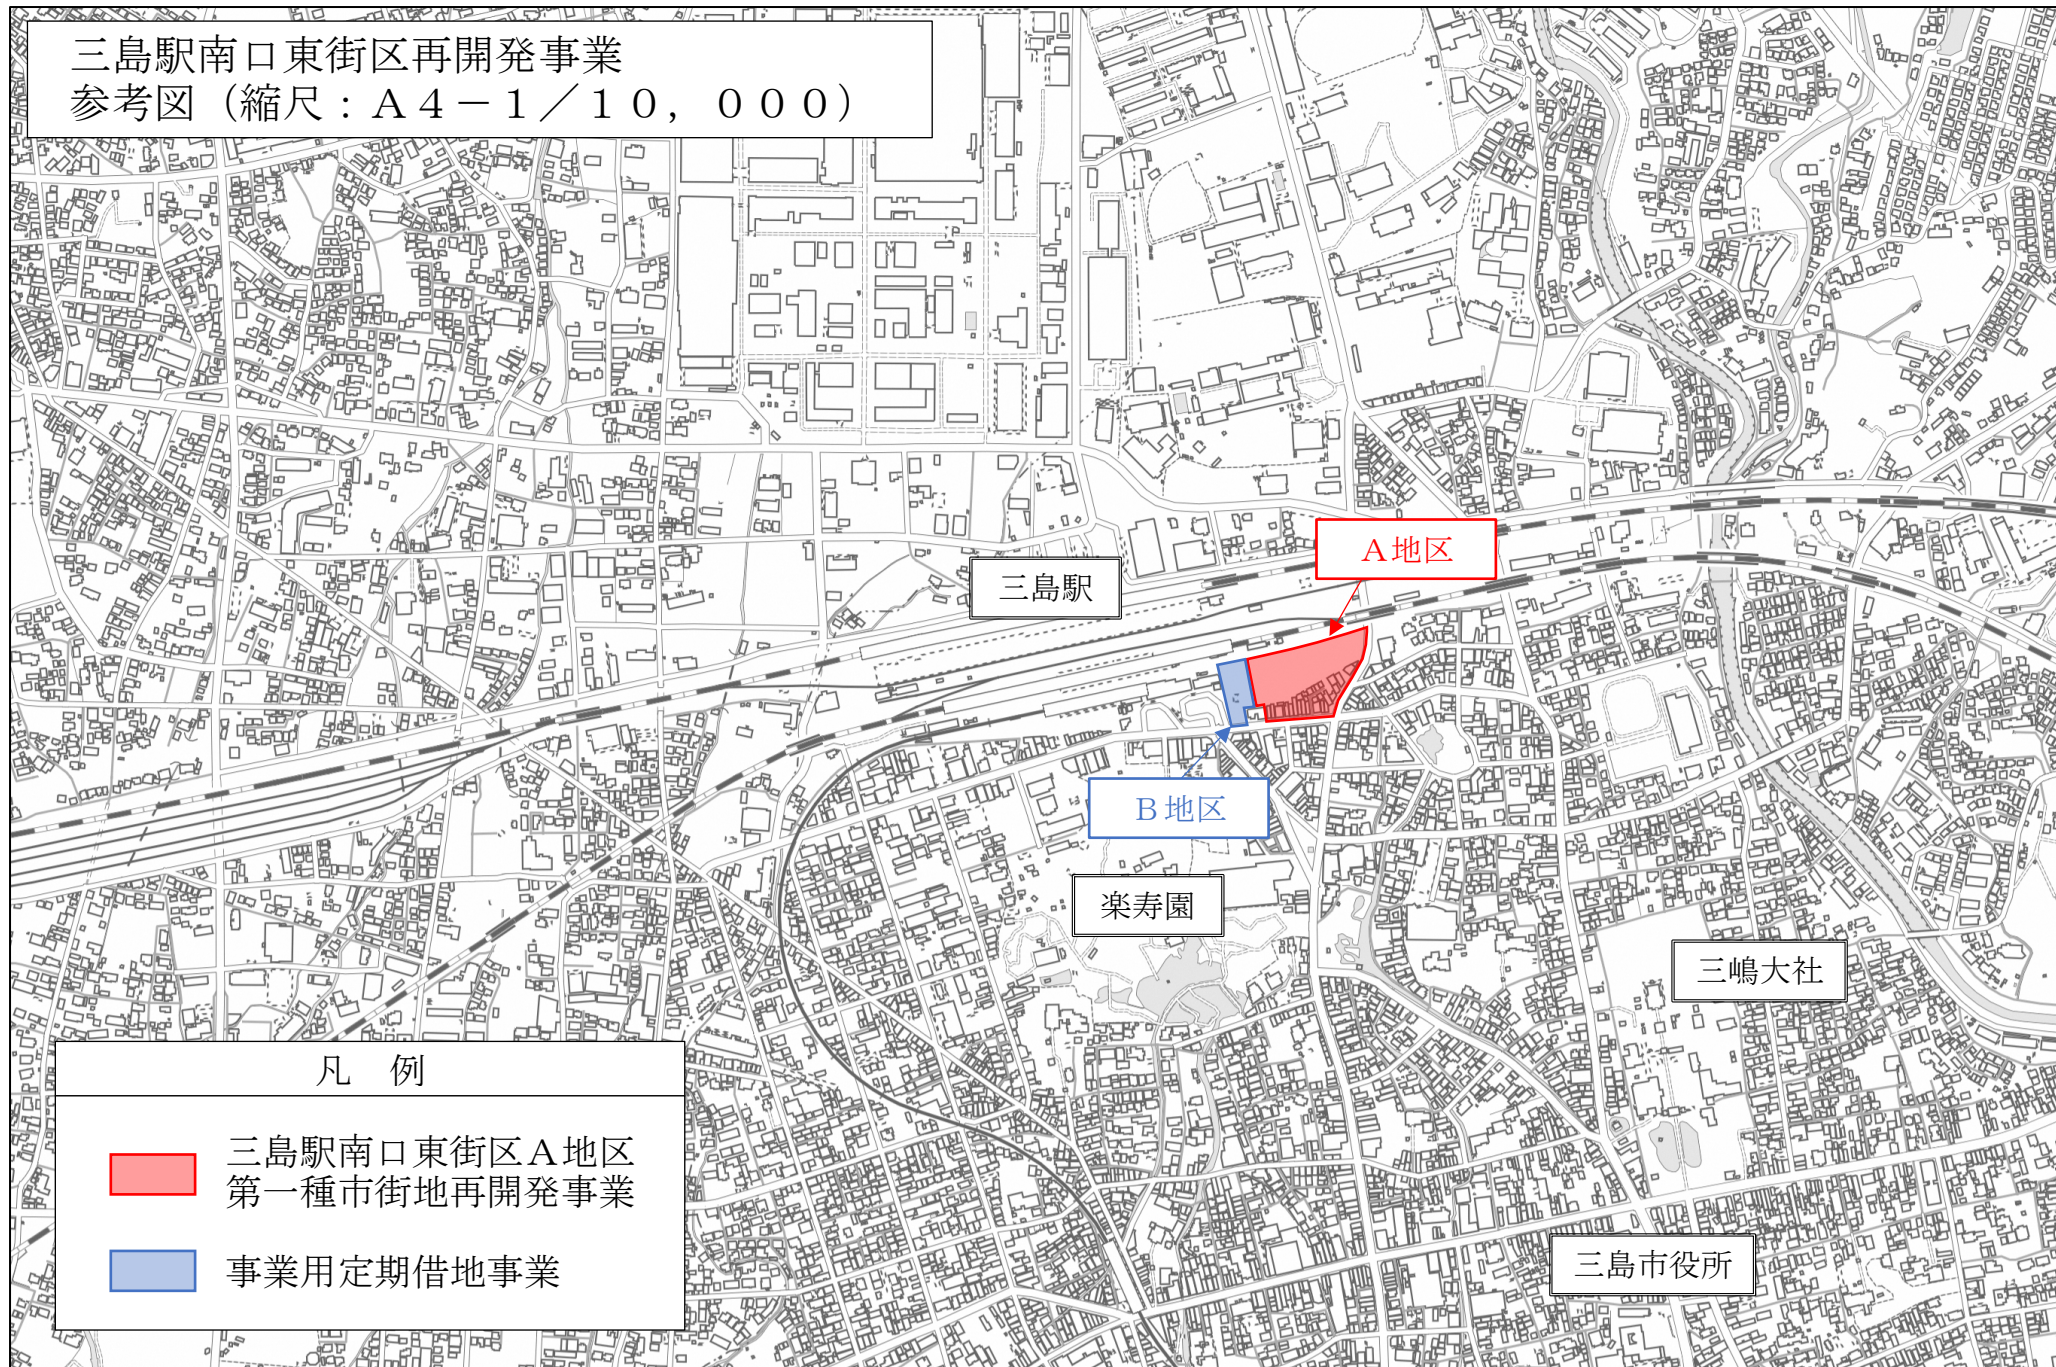 三島駅南口東街区再開発事業
参考図（縮尺：Ａ４－１／１０，０００）
Ａ地区
三島駅
Ｂ地区
楽寿園
三嶋大社
三島市役所
凡　例
三島駅南口東街区Ａ地区
第一種市街地再開発事業
事業用定期借地事業